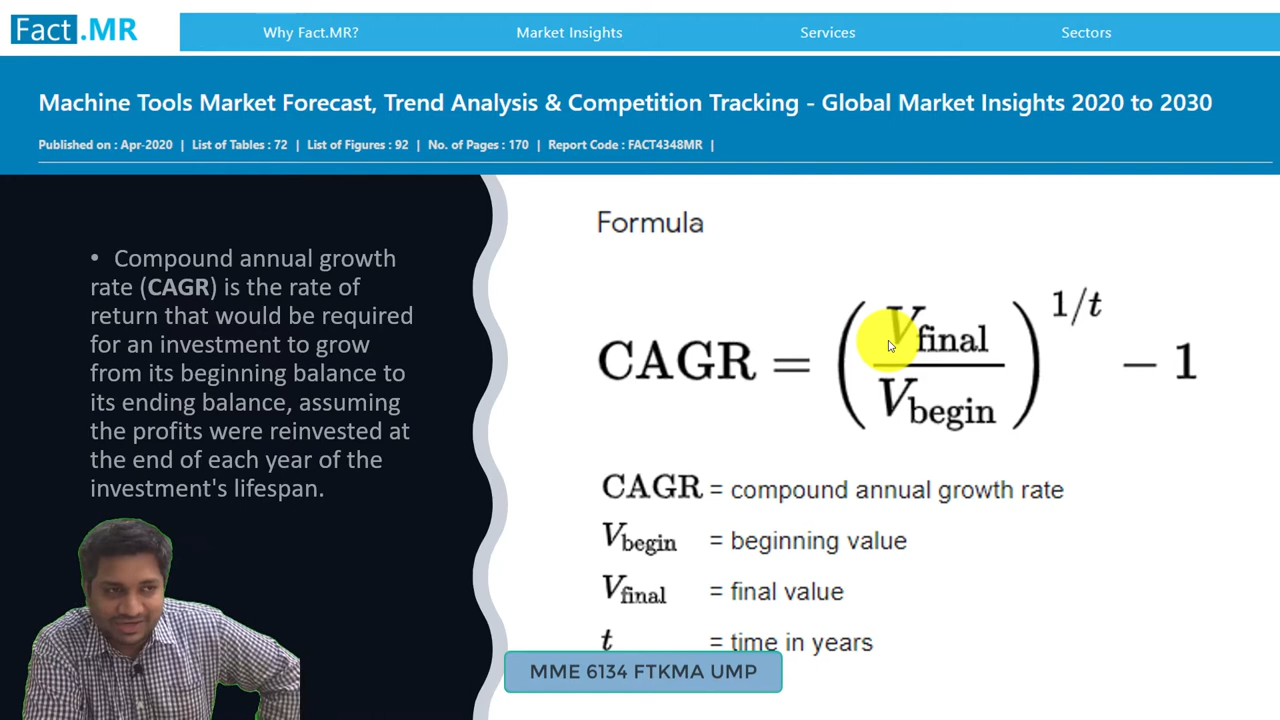 Fact.MR
Why Fact.MR? Market Insights Services Sectors
Machine Tools Market Forecast, Trend Analysis & Competition Tracking - Global Market Insights 2020 to 2030
Published on : Apr-2020 | List of Tables : 72 | List of Figures : 92 | No. of Pages : 170 | Report Code : FACT4348MR |
• Compound annual growth
rate (CAGR) is the rate of
return that would be required
for an investment to grow
from its beginning balance to
its ending balance, assuming
the profits were reinvested at
the end of each year of the
investment's lifespan.
Formula
CAGR = (V_final / V_begin)^{1/t} − 1
CAGR = compound annual growth rate
V_begin = beginning value
V_final = final value
t = time in years
MME 6134 FTKMA UMP